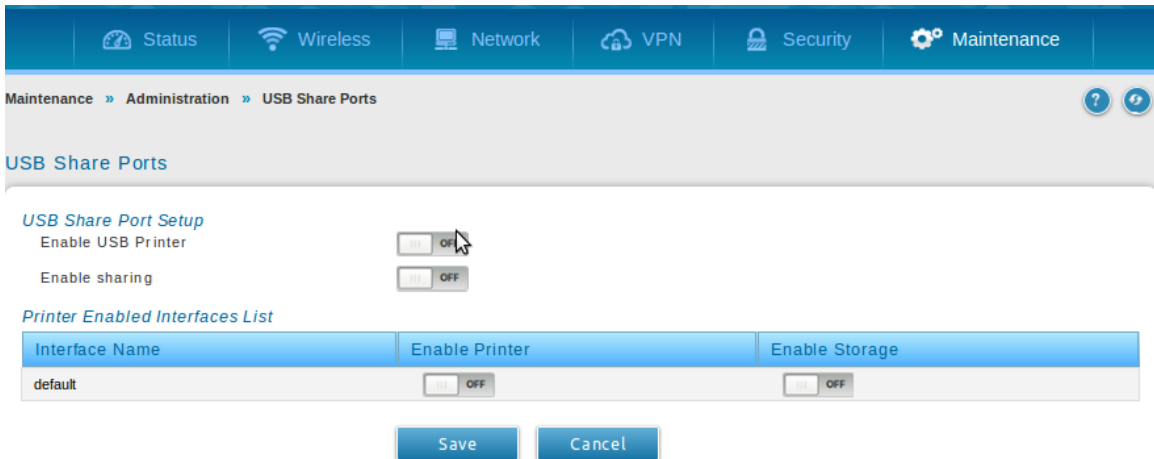 Status Wireless Network VPN Security Maintenance
Maintenance » Administration » USB Share Ports ?
USB Share Ports
USB Share Port Setup
Enable USB Printer OFF
Enable sharing OFF
Printer Enabled Interfaces List
Interface Name Enable Printer Enable Storage
default OFF OFF
Save Cancel